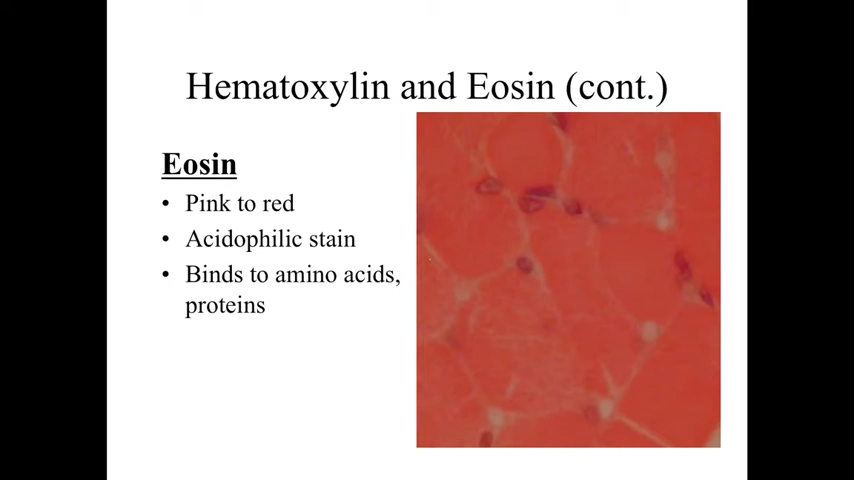 Hematoxylin and Eosin (cont.)
Eosin
• Pink to red
• Acidophilic stain
• Binds to amino acids,
proteins